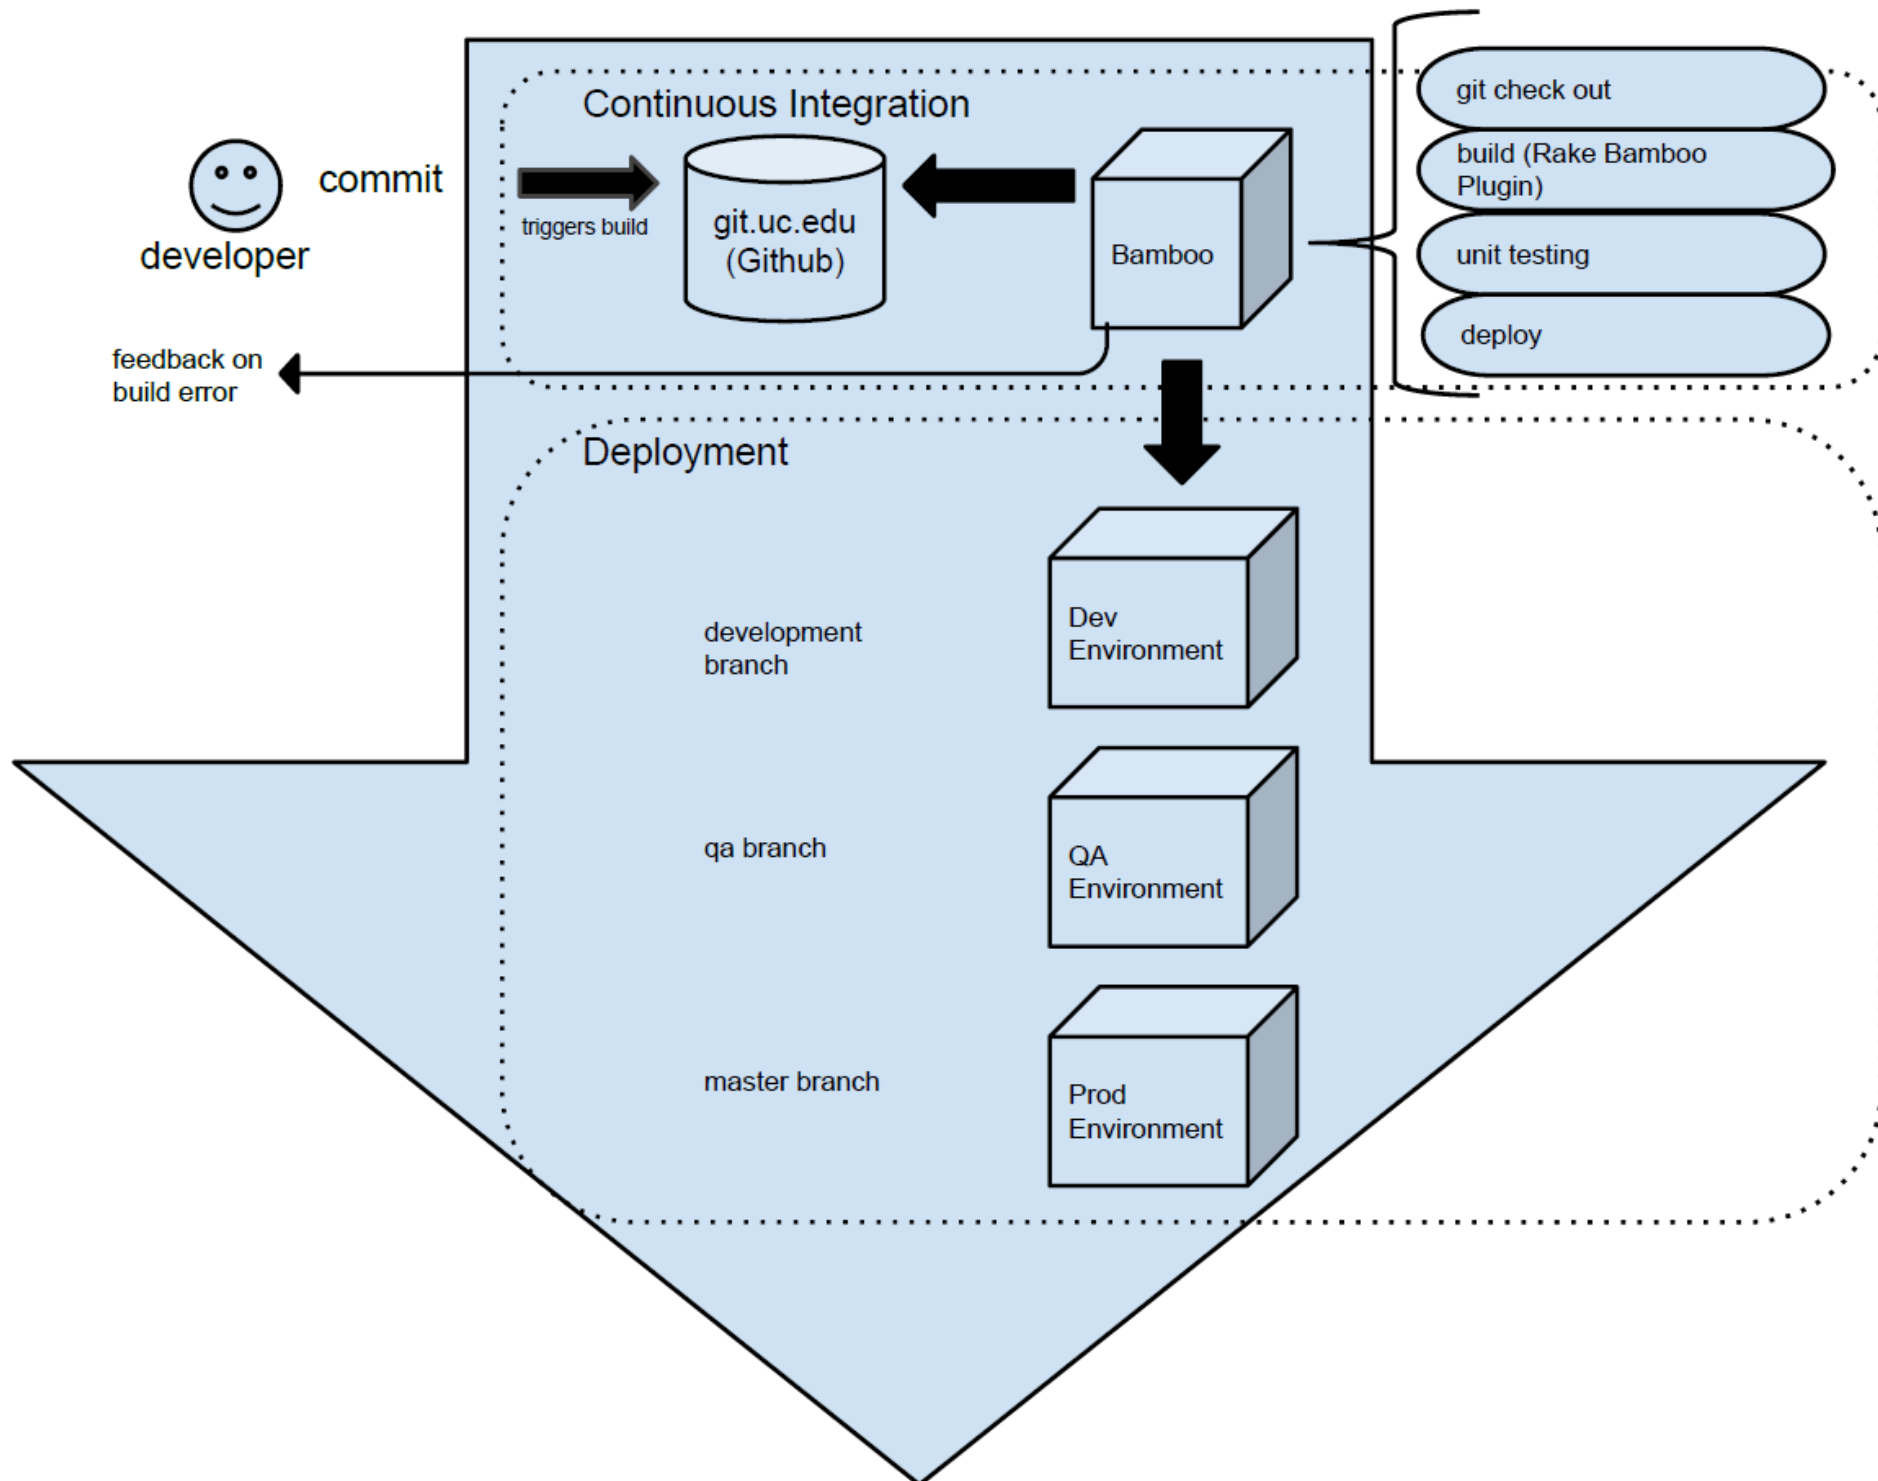 Continuous Integration
git check out
build (Rake Bamboo
Plugin)
unit testing
deploy
commit
developer
triggers build
git.uc.edu
(Github)
Bamboo
feedback on
build error
Deployment
development
branch
Dev
Environment
qa branch
QA
Environment
master branch
Prod
Environment